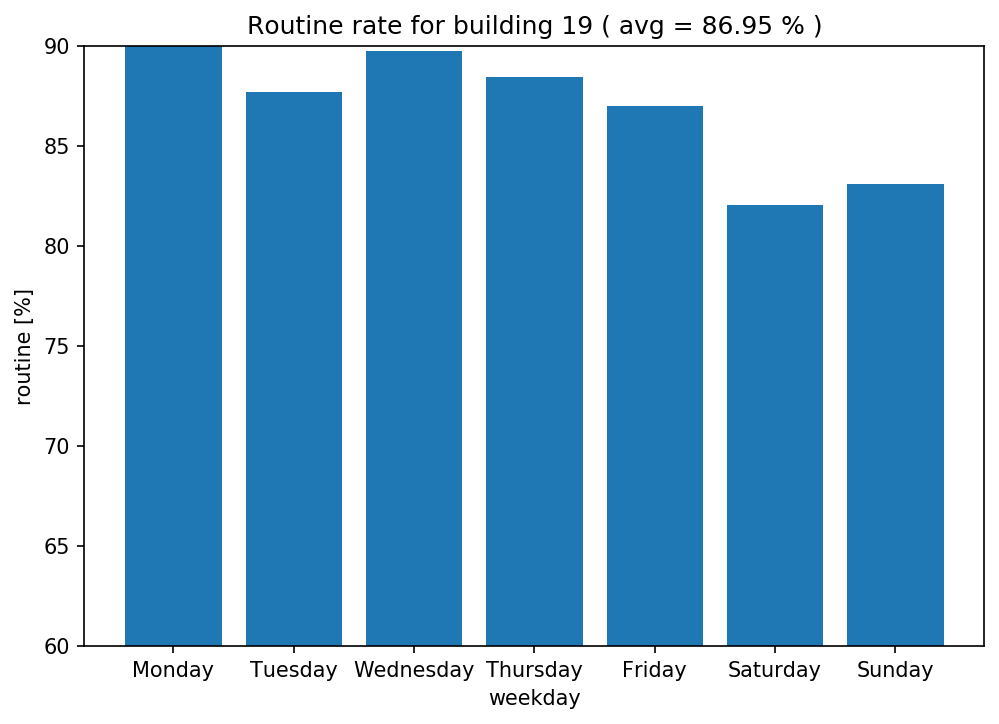 Routine rate for building 19 ( avg = 86.95 % )
90
85
80
75
70
65
60
routine [%]
Monday Tuesday Wednesday Thursday Friday Saturday Sunday
weekday